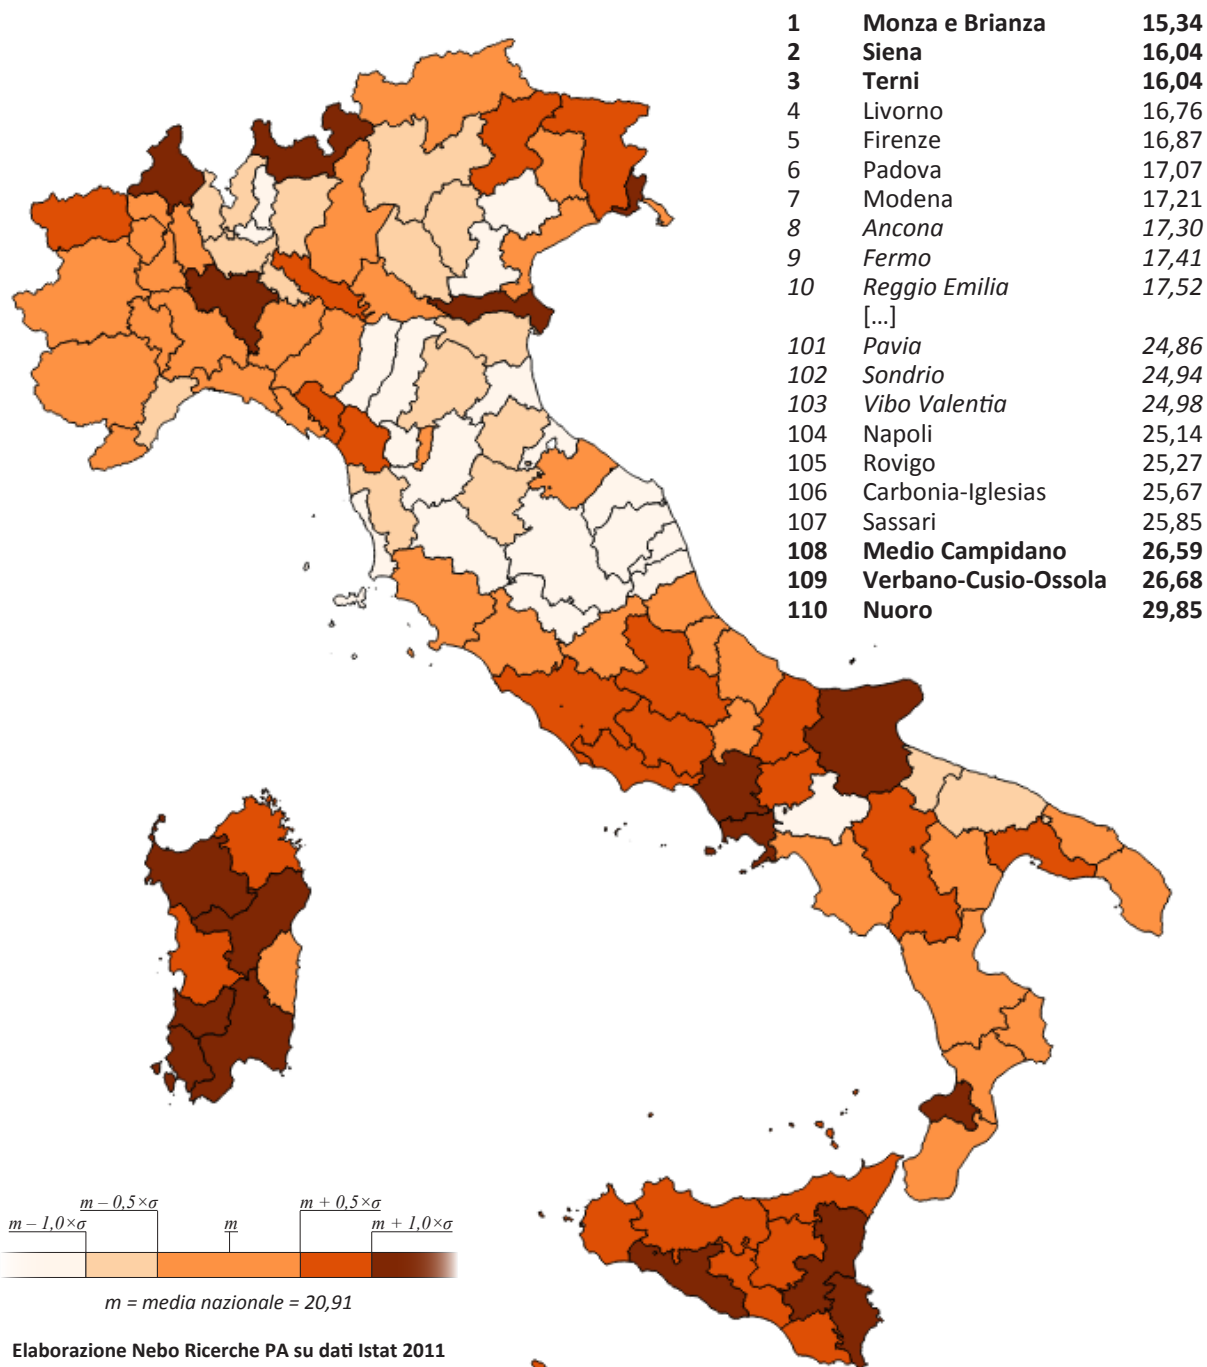 1 Monza e Brianza 15,34
2 Siena 16,04
3 Terni 16,04
4 Livorno 16,76
5 Firenze 16,87
6 Padova 17,07
7 Modena 17,21
8 Ancona 17,30
9 Fermo 17,41
10 Reggio Emilia 17,52
[...]
101 Pavia 24,86
102 Sondrio 24,94
103 Vibo Valentia 24,98
104 Napoli 25,14
105 Rovigo 25,27
106 Carbonia-Iglesias 25,67
107 Sassari 25,85
108 Medio Campidano 26,59
109 Verbano-Cusio-Ossola 26,68
110 Nuoro 29,85
m – 0,5×σ m + 0,5×σ
m – 1,0×σ m m + 1,0×σ
m = media nazionale = 20,91
Elaborazione Nebo Ricerche PA su dati Istat 2011